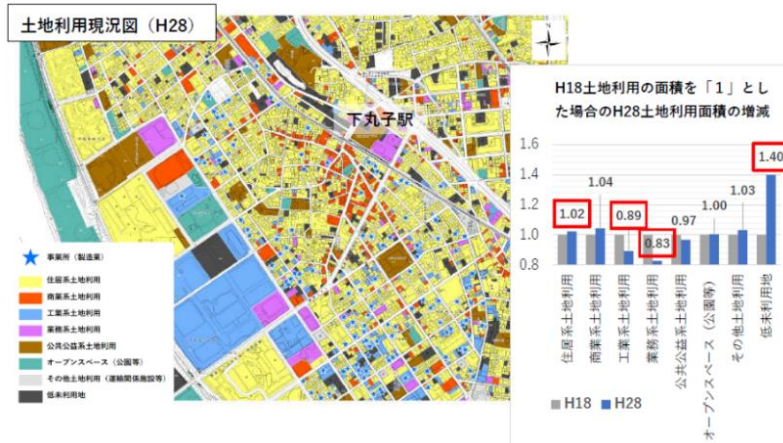 土地利用現況図（H28）
下丸子駅
事業所（製造業）
住居系土地利用
商業系土地利用
工業系土地利用
業務系土地利用
公共公益系土地利用
オープンスペース（公園等）
その他土地利用（運輸関係施設等）
低未利用地
H18土地利用の面積を「１」とし
た場合のH28土地利用面積の増減
1.6
1.4
1.2
1.0
0.8
1.02
1.04
0.89
0.83
0.97
1.00
1.03
1.40
住居系土地利用
商業系土地利用
工業系土地利用
業務系土地利用
公共公益系土地利用
オープンスペース（公園等）
その他土地利用
低未利用地
H18
H28